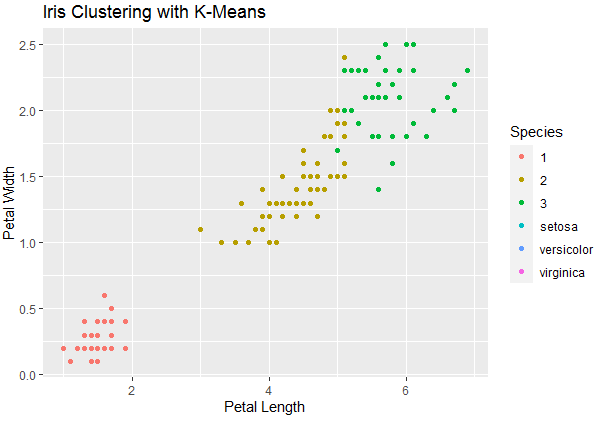 Iris Clustering with K-Means
Petal Width
2.5
2.0
1.5
1.0
0.5
0.0
2
4
6
Petal Length
Species
1
2
3
setosa
versicolor
virginica